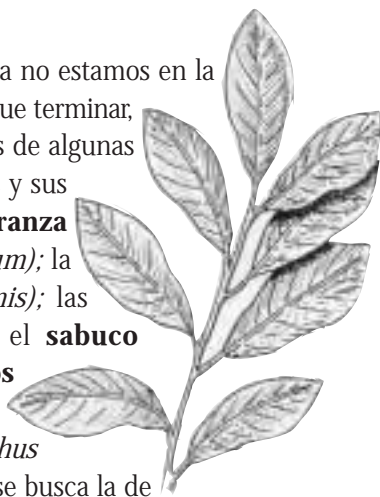 a no estamos en la
ue terminar,
s de algunas
y sus
ranza
um); la
nis); las
el sabuco
os
hus
se busca la de